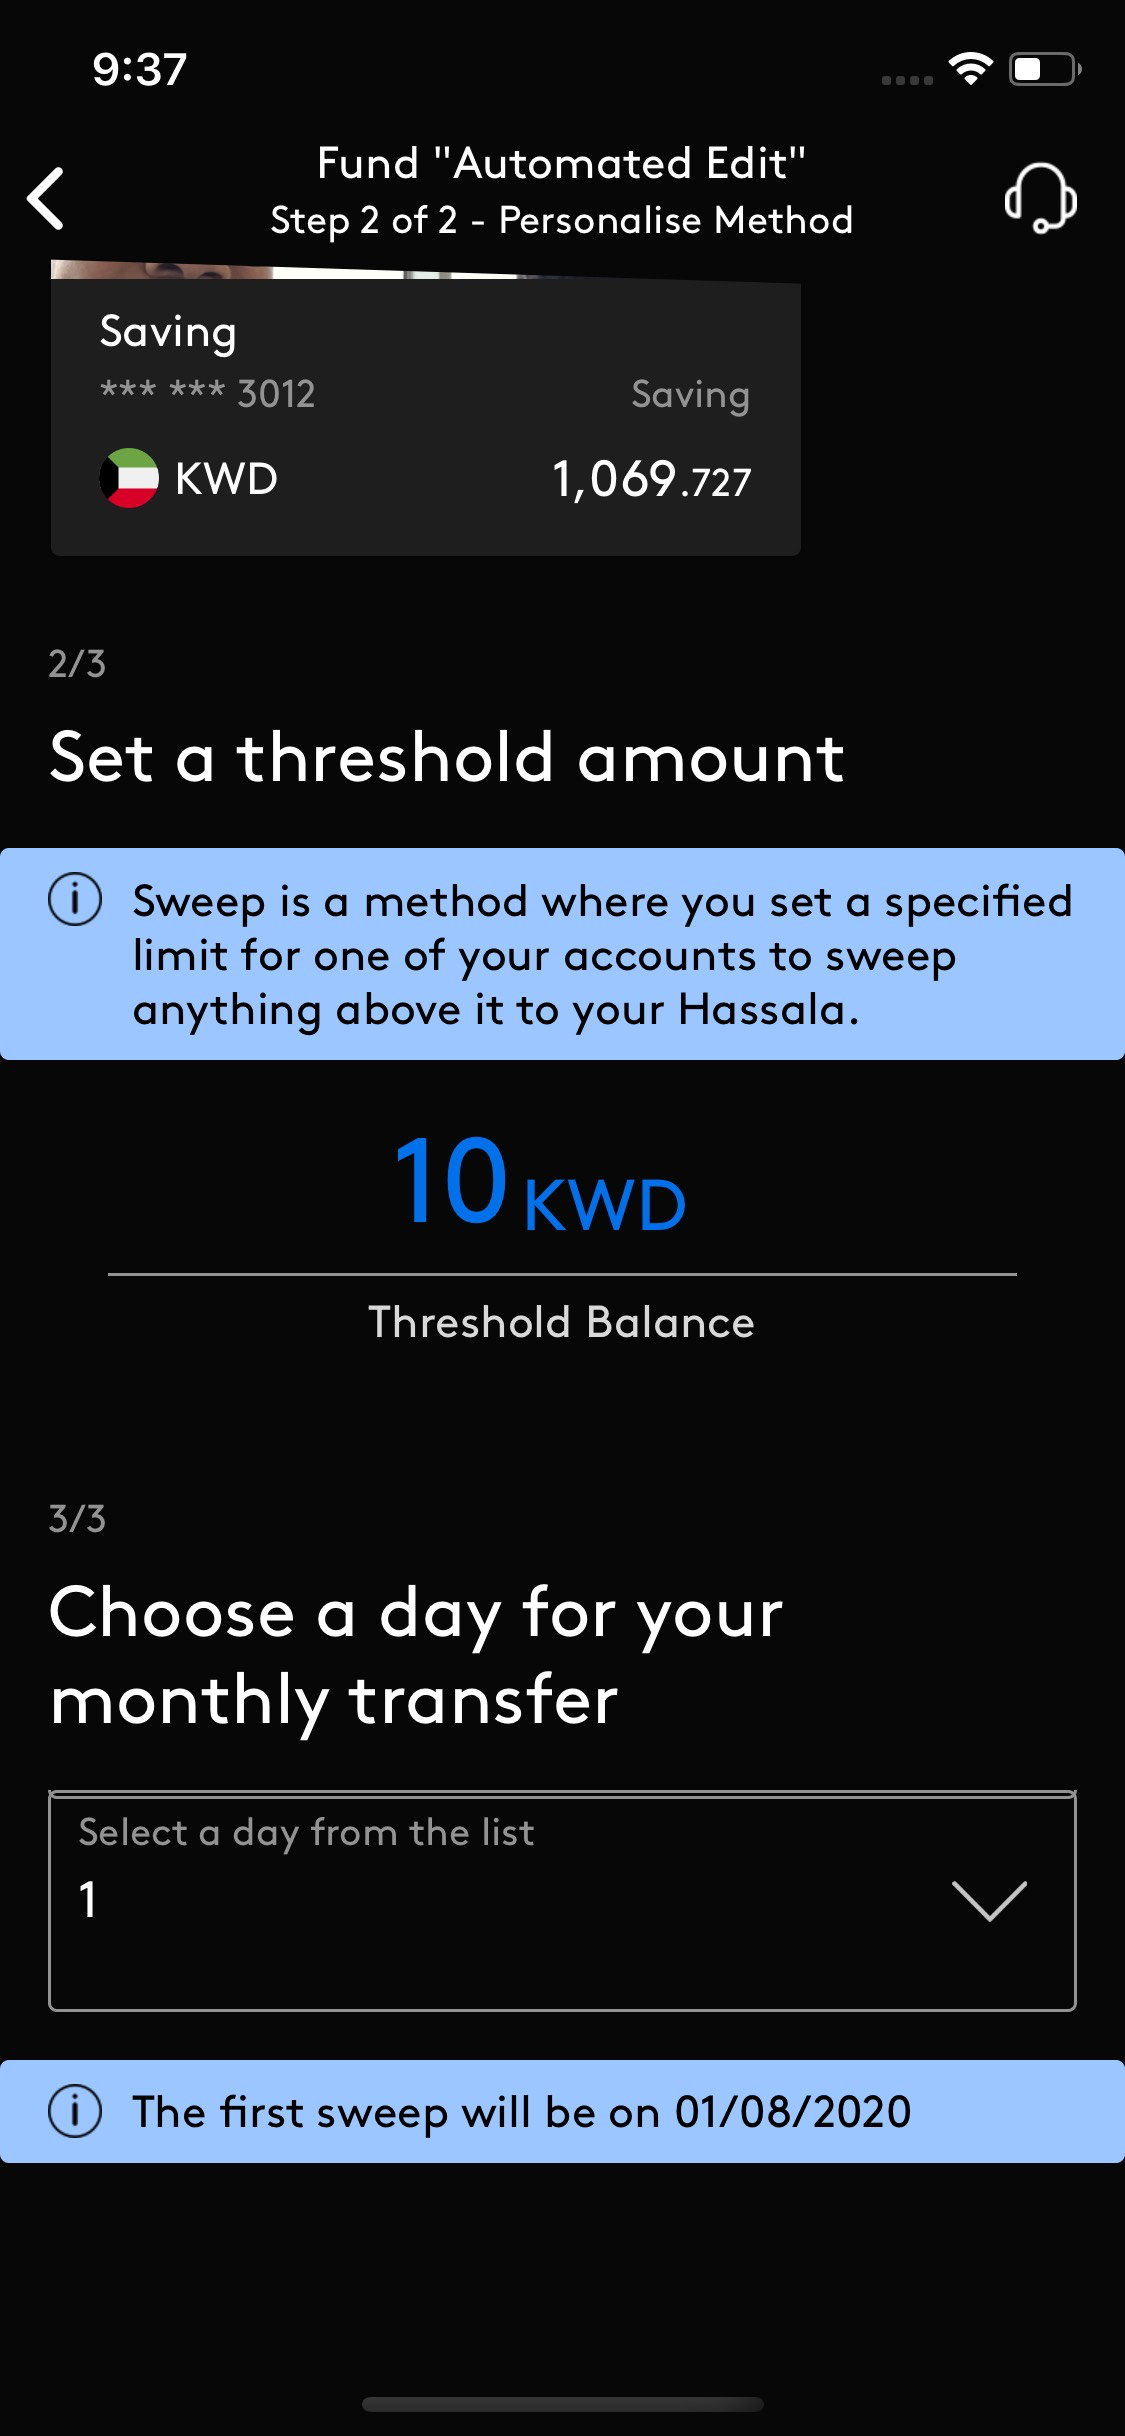 9:37
Fund "Automated Edit"
Step 2 of 2 - Personalise Method
Saving
*** *** 3012 Saving
KWD 1,069.727
2/3
Set a threshold amount
Sweep is a method where you set a specified
limit for one of your accounts to sweep
anything above it to your Hassala.
10 KWD
Threshold Balance
3/3
Choose a day for your
monthly transfer
Select a day from the list
1
The first sweep will be on 01/08/2020